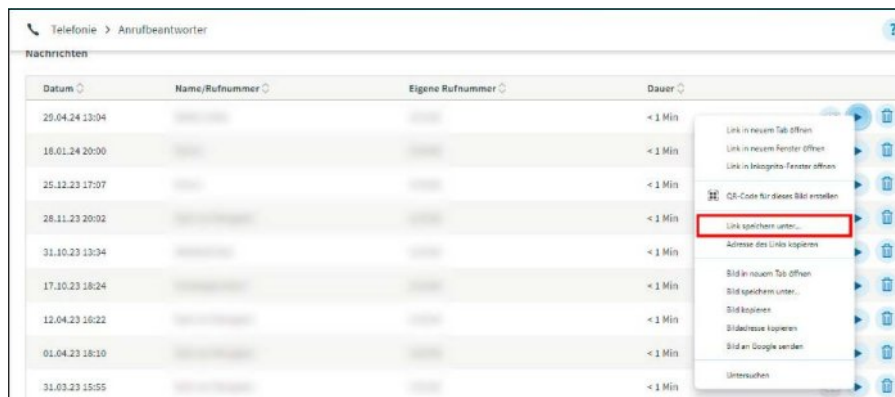 Telefonie > Anrufbeantworter
?
Nachrichten
Datum Name/Rufnummer Eigene Rufnummer Dauer
29.04.24 13:04 < 1 Min
18.01.24 20:00 < 1 Min
25.12.23 17:07 < 1 Min
28.11.23 20:02 < 1 Min
31.10.23 13:34 < 1 Min
17.10.23 18:24 < 1 Min
12.04.23 16:22 < 1 Min
01.04.23 18:10 < 1 Min
31.03.23 15:55 < 1 Min
Link in neuem Tab öffnen
Link in neuem Fenster öffnen
Link in Inkognito-Fenster öffnen
QR-Code für dieses Bild erstellen
Link speichern unter...
Adresse des Links kopieren
Bild in neuem Tab öffnen
Bild speichern unter...
Bild kopieren
Bildadresse kopieren
Bild an Google senden
Untersuchen